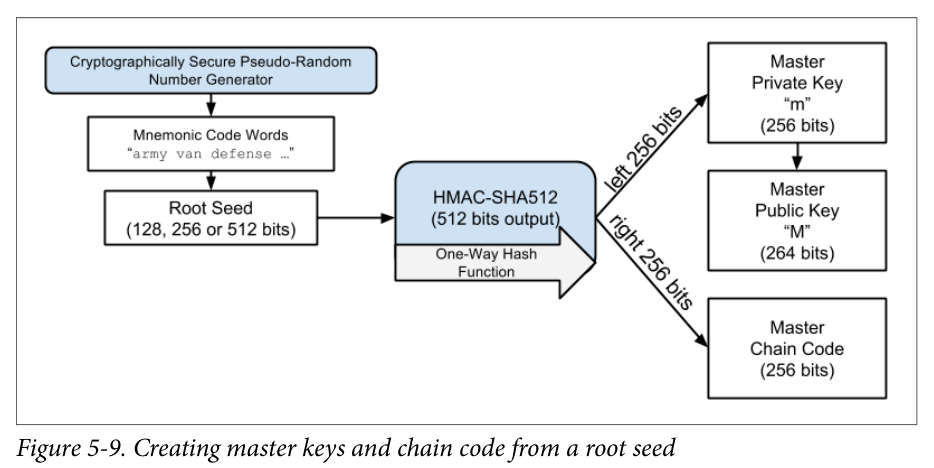 Cryptographically Secure Pseudo-Random
Number Generator
Mnemonic Code Words
“army van defense …”
Root Seed
(128, 256 or 512 bits)
HMAC-SHA512
(512 bits output)
One-Way Hash
Function
left 256 bits
right 256 bits
Master
Private Key
“m”
(256 bits)
Master
Public Key
“M”
(264 bits)
Master
Chain Code
(256 bits)
Figure 5-9. Creating master keys and chain code from a root seed